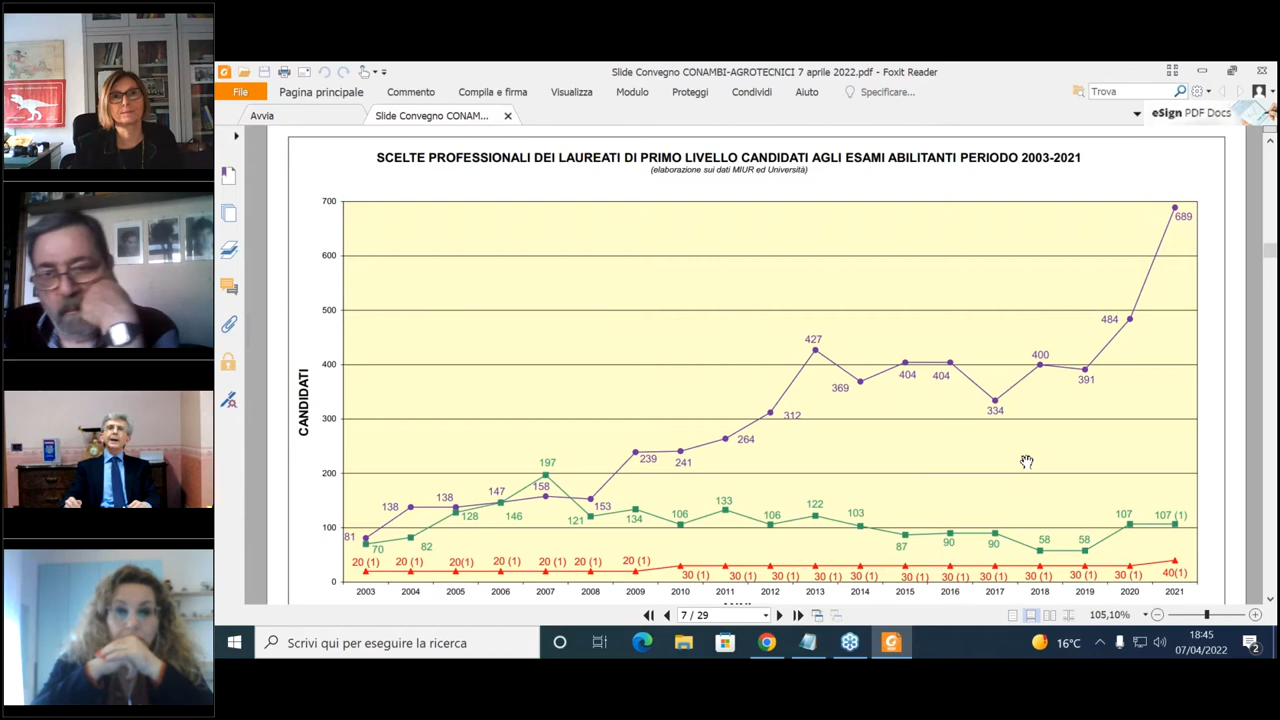 Slide Convegno CONAMBI-AGROTECNICI 7 aprile 2022.pdf - Foxit Reader
File Pagina principale Commento Compila e firma Visualizza Modulo Proteggi Condividi Aiuto Specificare... Trova
Avvia Slide Convegno CONAM... eSign PDF Docs
SCELTE PROFESSIONALI DEI LAUREATI DI PRIMO LIVELLO CANDIDATI AGLI ESAMI ABILITANTI PERIODO 2003-2021
(elaborazione sui dati MIUR ed Università)
CANDIDATI
700
600
500
400
300
200
100
0
81 138 138 147 158 153 239 241 264 312 427 369 404 404 334 400 391 484 689
70 82 128 146 197 121 134 106 133 106 122 103 87 90 90 58 58 107 107 (1)
20 (1) 20 (1) 20(1) 20 (1) 20 (1) 20 (1) 20 (1) 30 (1) 30 (1) 30 (1) 30 (1) 30 (1) 30 (1) 30 (1) 30 (1) 30 (1) 30 (1) 30 (1) 40(1)
2003 2004 2005 2006 2007 2008 2009 2010 2011 2012 2013 2014 2015 2016 2017 2018 2019 2020 2021
7 / 29 105,10%
Scrivi qui per eseguire la ricerca 16°C 18:45
07/04/2022
2